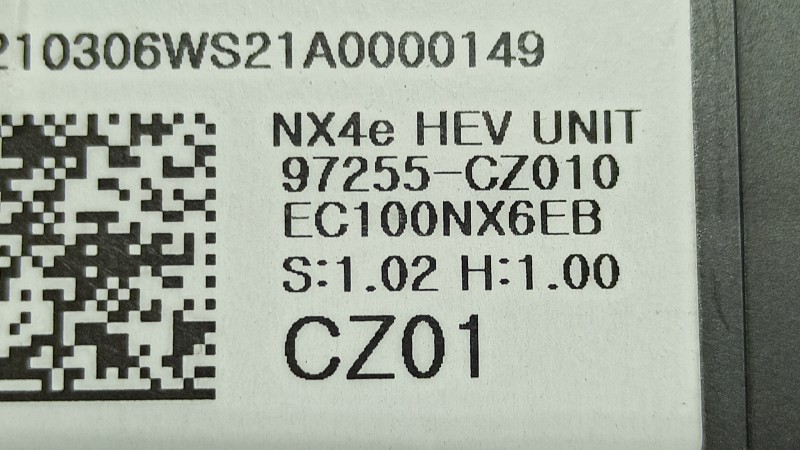 210306WS21A0000149
NX4e HEV UNIT
97255-CZ010
EC100NX6EB
S:1.02 H:1.00
CZ01